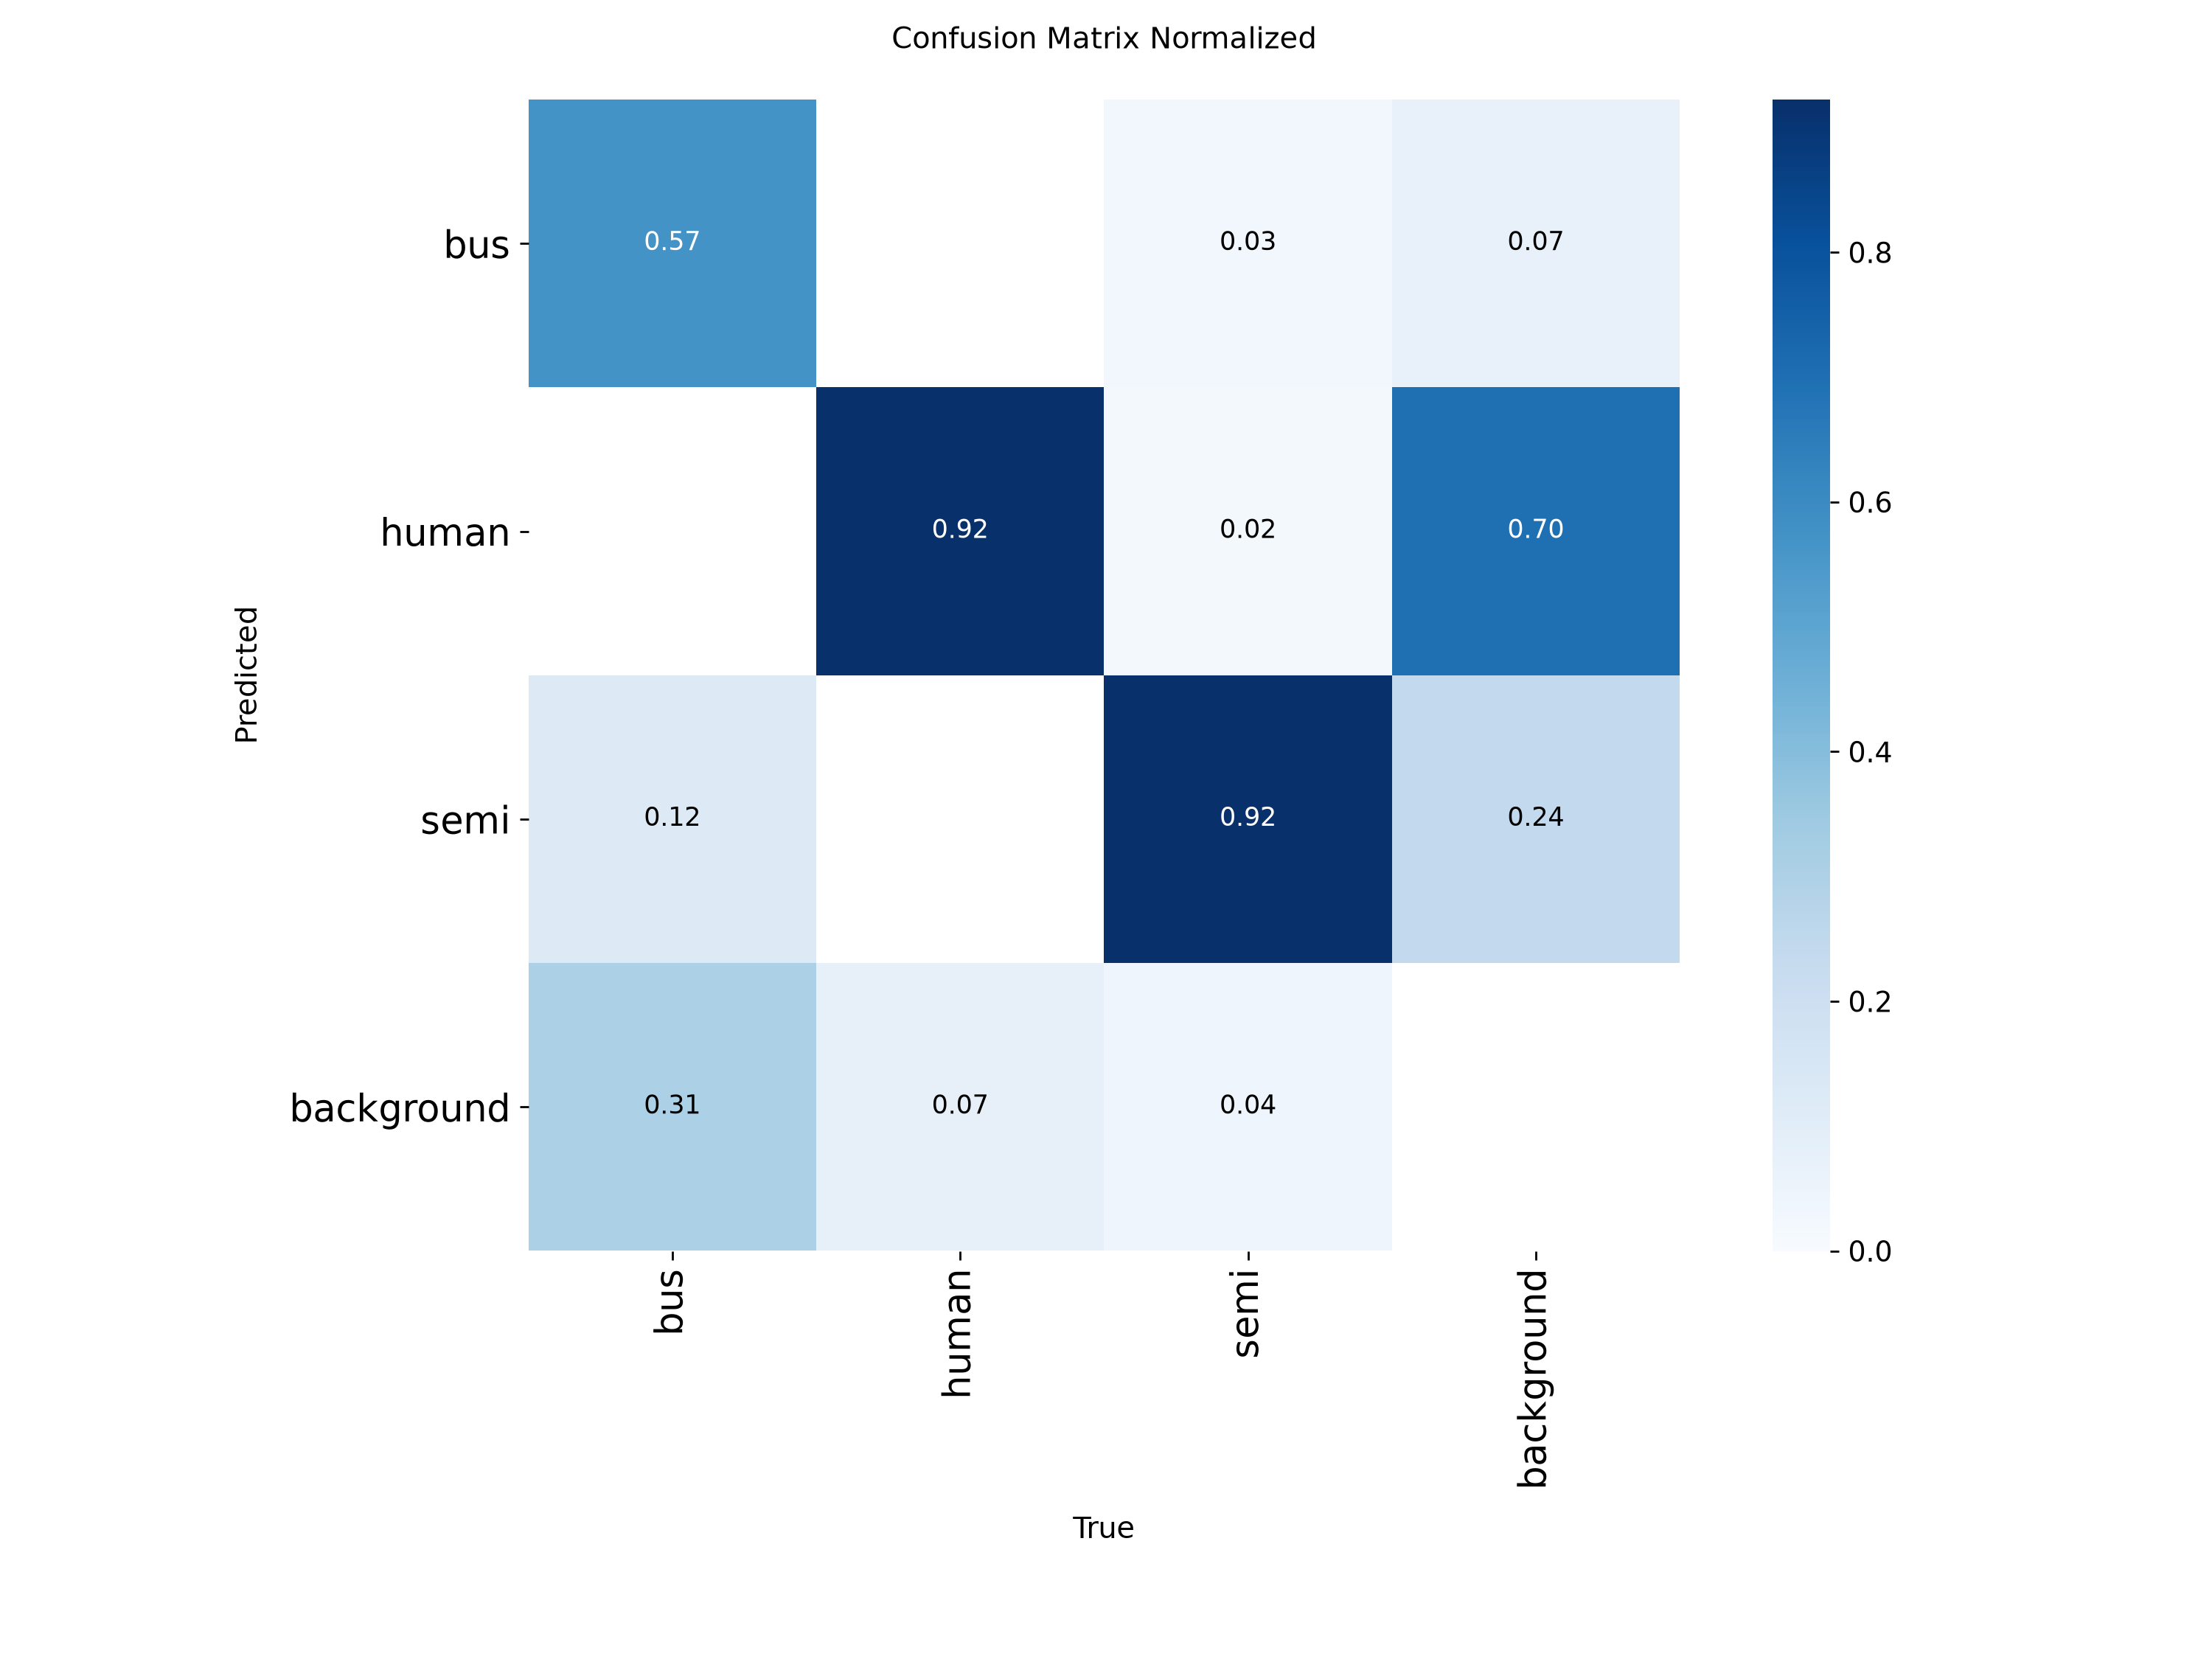 Confusion Matrix Normalized
bus
0.57
0.03
0.07
0.8
human
0.92
0.02
0.70
0.6
Predicted
semi
0.12
0.92
0.24
0.4
background
0.31
0.07
0.04
0.2
0.0
bus
human
semi
background
True